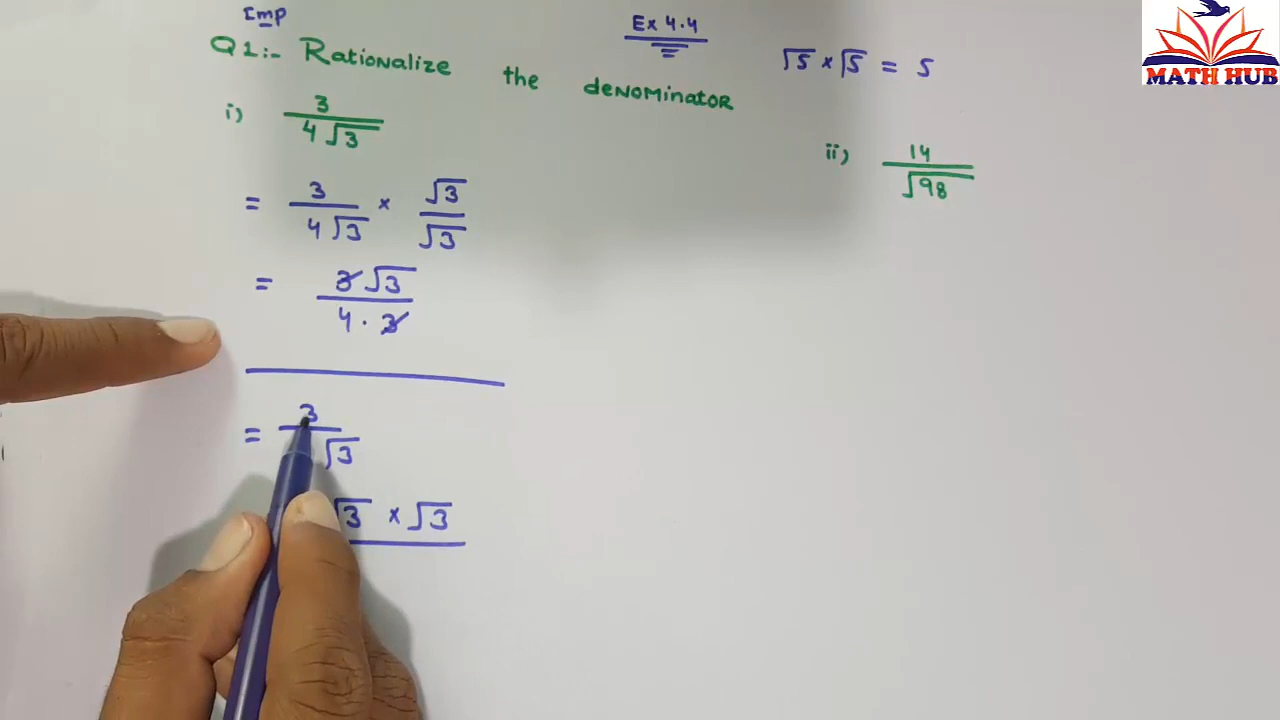 Imp
Ex 4.4
Q1:- Rationalize the denominator
√5 × √5 = 5
MATH HUB
i) 3 / 4√3
ii) 14 / √98
= 3 / 4√3 × √3 / √3
= 3√3 / 4 · 3
= 3 / √3
√3 × √3